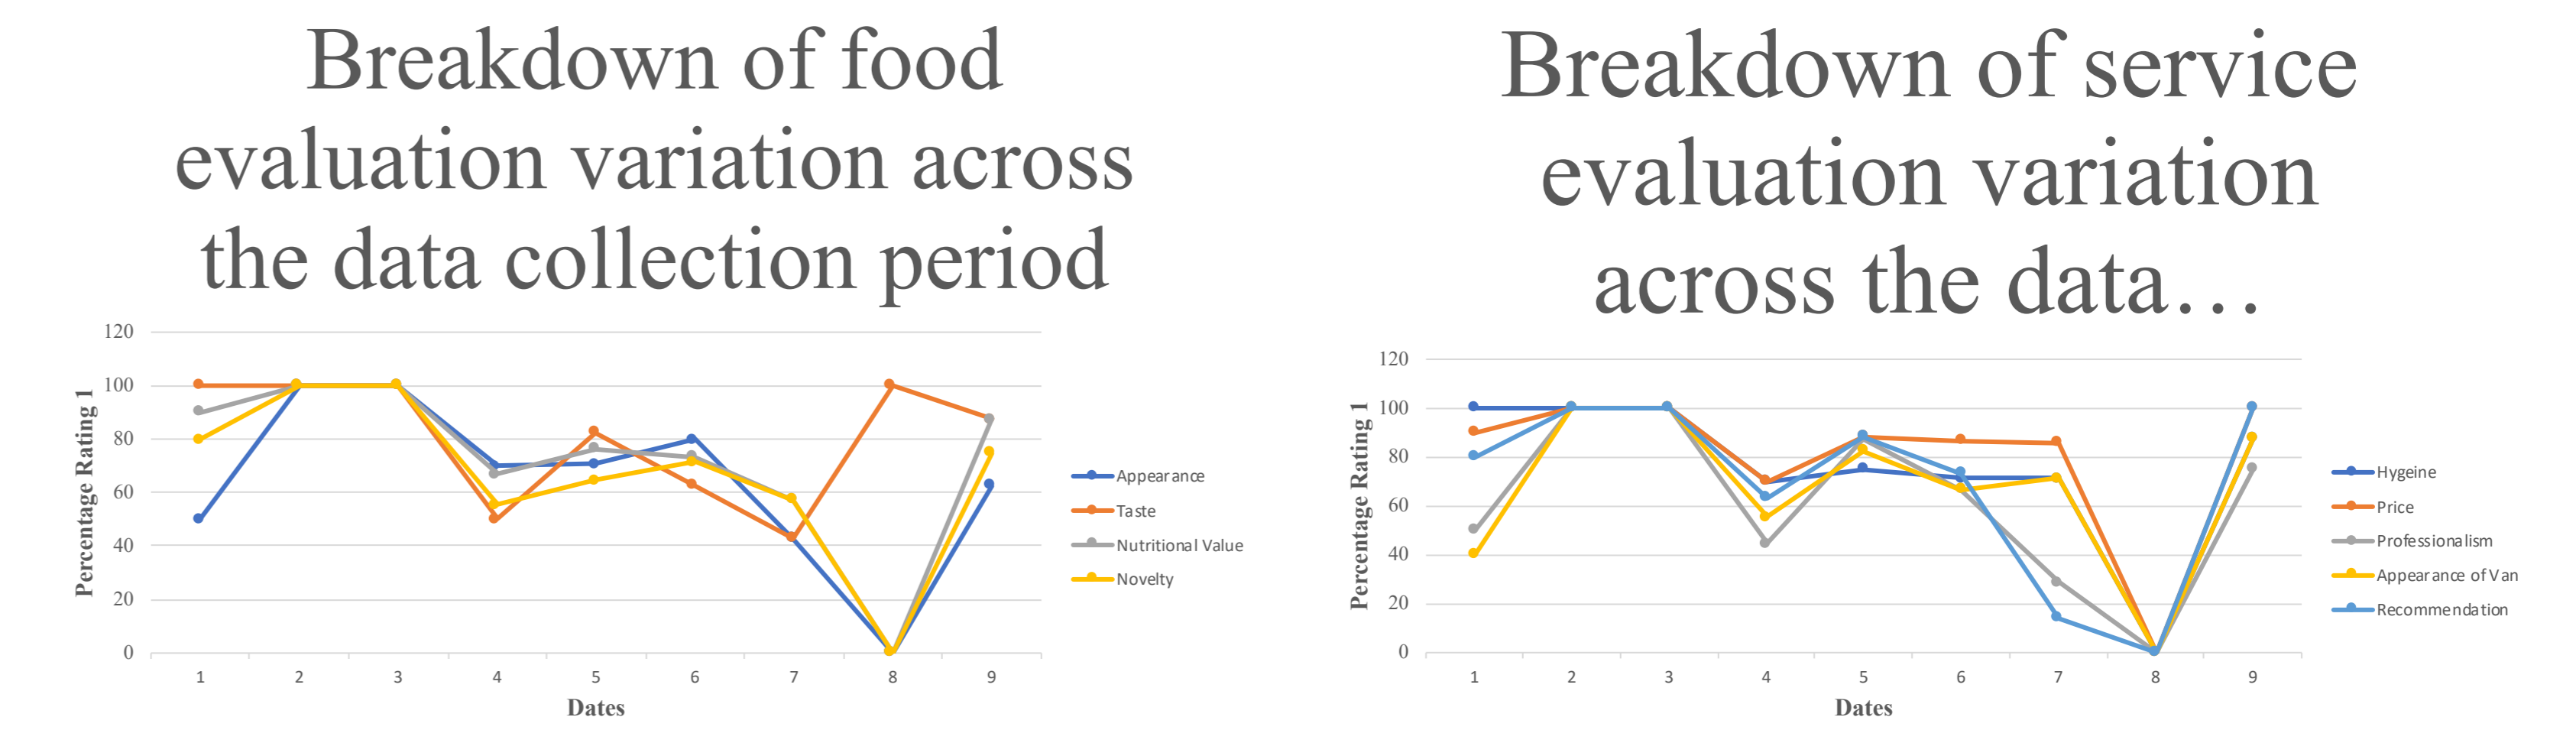 Breakdown of food
evaluation variation across
the data collection period
120
100
80
60
40
20
0
Percentage Rating 1
1 2 3 4 5 6 7 8 9
Dates
Appearance
Taste
Nutritional Value
Novelty
Breakdown of service
evaluation variation
across the data…
120
100
80
60
40
20
0
Percentage Rating 1
1 2 3 4 5 6 7 8 9
Dates
Hygeine
Price
Professionalism
Appearance of Van
Recommendation